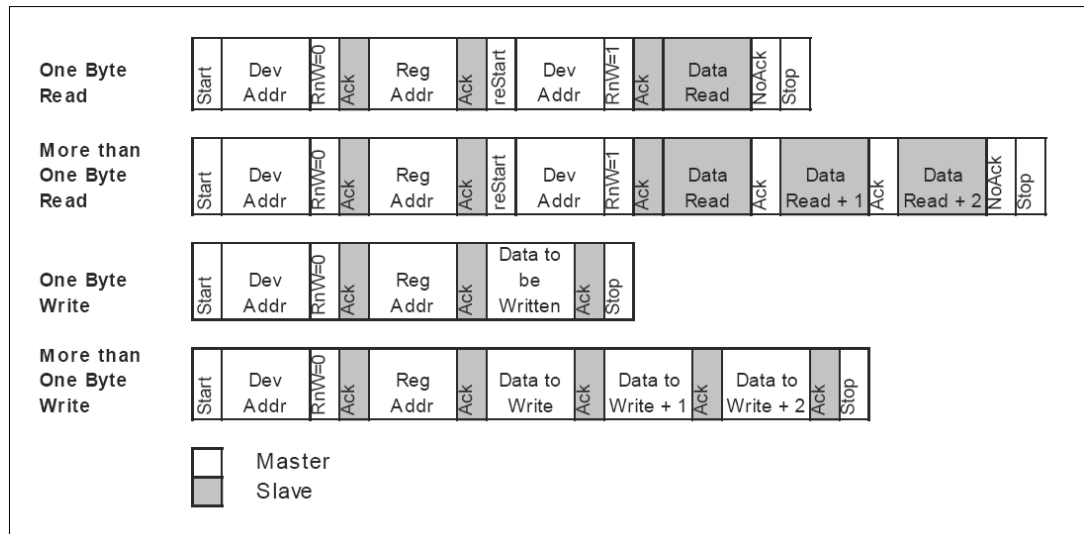 One Byte
Read
Start
Dev
Addr
RnW=0
Ack
Reg
Addr
Ack
reStart
Dev
Addr
RnW=1
Ack
Data
Read
NoAck
Stop
More than
One Byte
Read
Start
Dev
Addr
RnW=0
Ack
Reg
Addr
Ack
reStart
Dev
Addr
RnW=1
Ack
Data
Read
Ack
Data
Read + 1
Ack
Data
Read + 2
NoAck
Stop
One Byte
Write
Start
Dev
Addr
RnW=0
Ack
Reg
Addr
Ack
Data to
be
Written
Ack
Stop
More than
One Byte
Write
Start
Dev
Addr
RnW=0
Ack
Reg
Addr
Ack
Data to
Write
Ack
Data to
Write + 1
Ack
Data to
Write + 2
Ack
Stop
Master
Slave